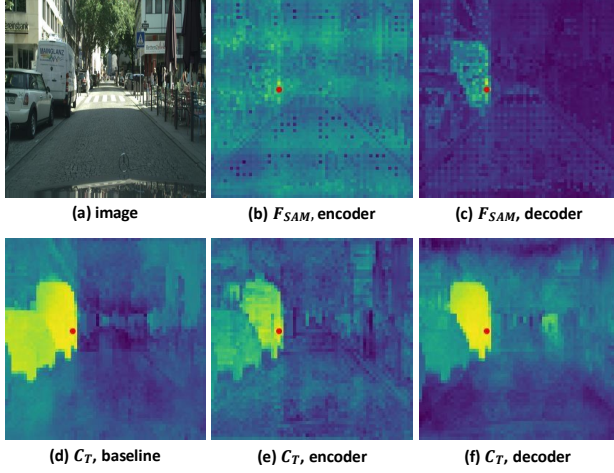 (a) image
(b) F_SAM, encoder
(c) F_SAM, decoder
(d) C_T, baseline
(e) C_T, encoder
(f) C_T, decoder